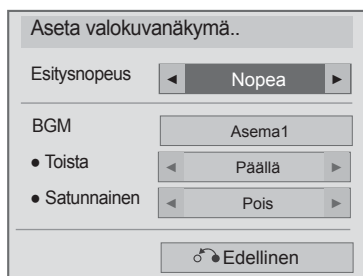 Aseta valokuvanäkymä..
Esitysnopeus ◄ Nopea ►
BGM Asema1
• Toista ◄ Päällä ►
• Satunnainen ◄ Pois ►
Edellinen